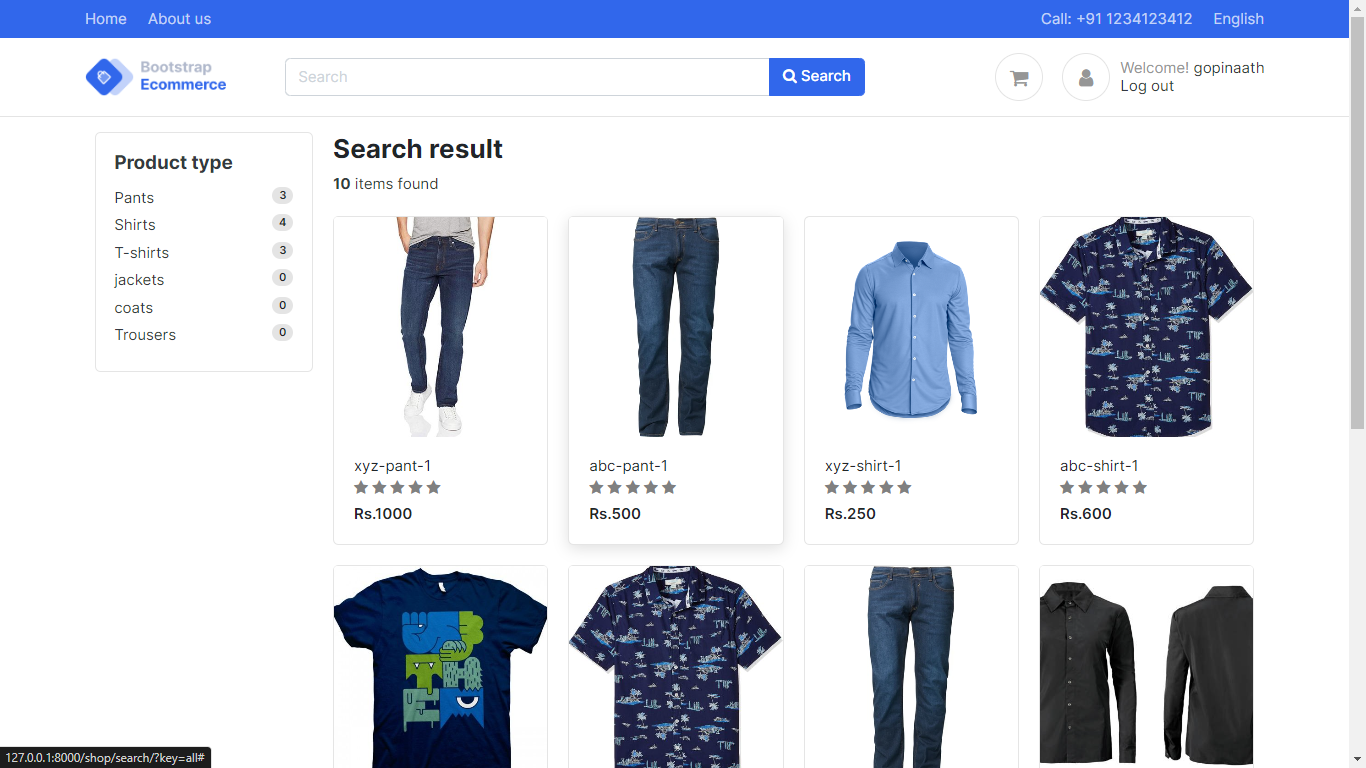 Home About us Call: +91 1234123412 English
Bootstrap
Ecommerce
Search
Search
Welcome! gopinaath
Log out
Product type
Pants 3
Shirts 4
T-shirts 3
jackets 0
coats 0
Trousers 0
Search result
10 items found
xyz-pant-1
Rs.1000
abc-pant-1
Rs.500
xyz-shirt-1
Rs.250
abc-shirt-1
Rs.600
127.0.0.1:8000/shop/search/?key=all#